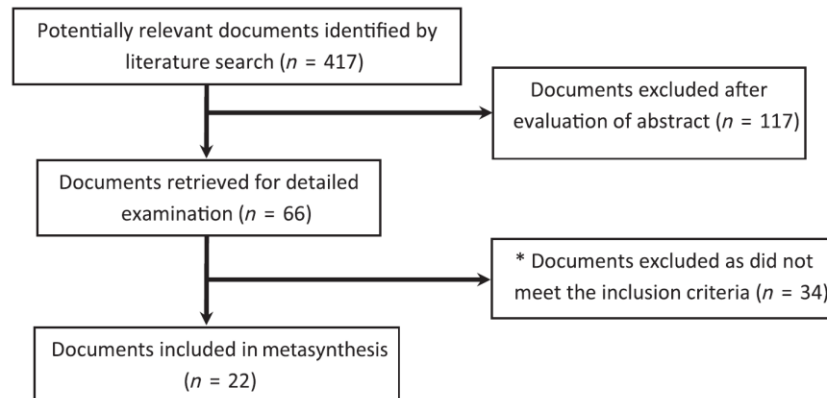 Potentially relevant documents identified by
literature search (n = 417)
Documents excluded after
evaluation of abstract (n = 117)
Documents retrieved for detailed
examination (n = 66)
* Documents excluded as did not
meet the inclusion criteria (n = 34)
Documents included in metasynthesis
(n = 22)